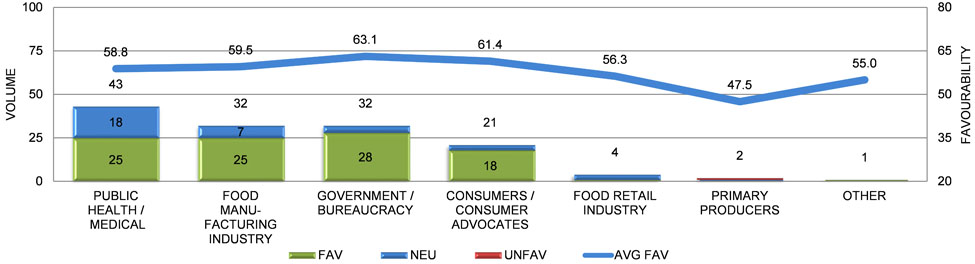 100 80
58.8 59.5 63.1 61.4 56.3 47.5 55.0
75 65
43 32 32 21
50 50
18 7 4 2 1
25 35
25 25 28 18
0 20
VOLUME
FAVOURABILITY
PUBLIC HEALTH / MEDICAL
FOOD MANU-FACTURING INDUSTRY
GOVERNMENT / BUREAUCRACY
CONSUMERS / CONSUMER ADVOCATES
FOOD RETAIL INDUSTRY
PRIMARY PRODUCERS
OTHER
FAV NEU UNFAV AVG FAV